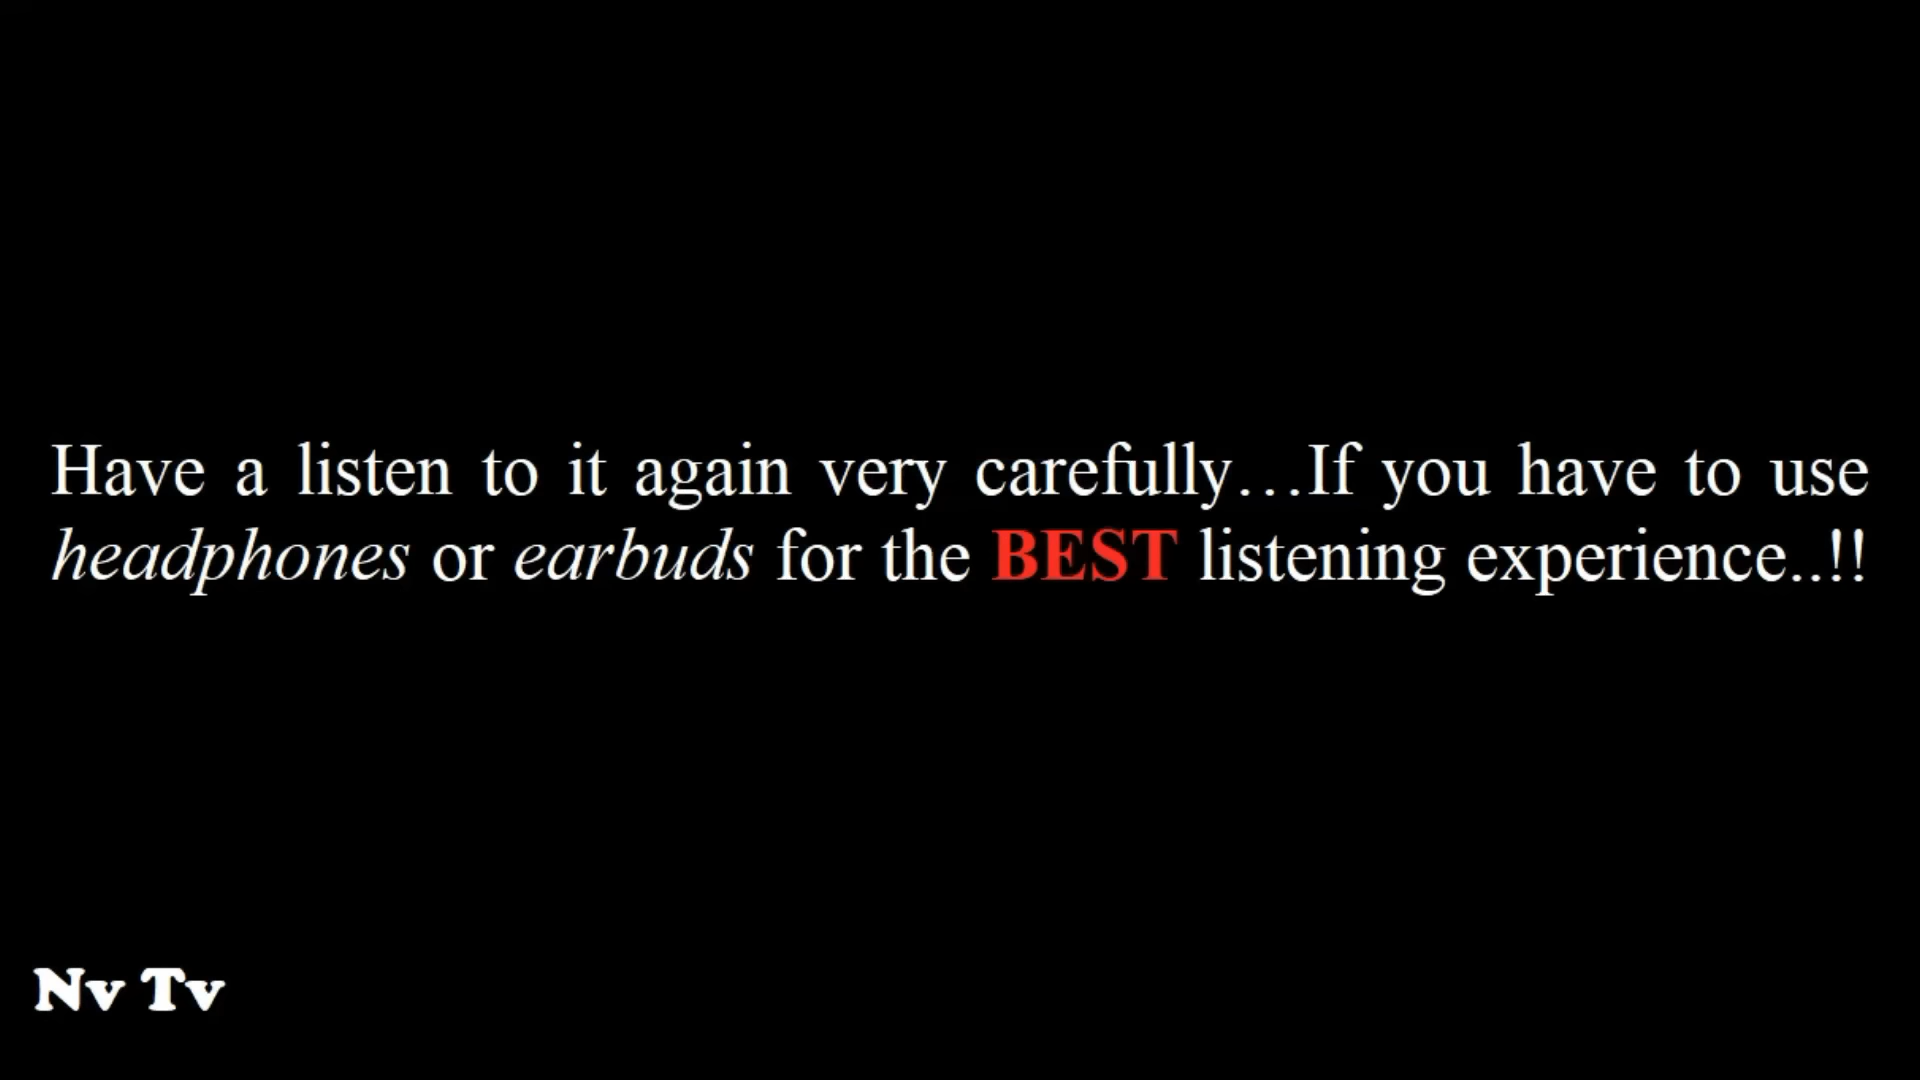 Have a listen to it again very carefully…If you have to use
headphones or earbuds for the BEST listening experience..!!
Nv Tv